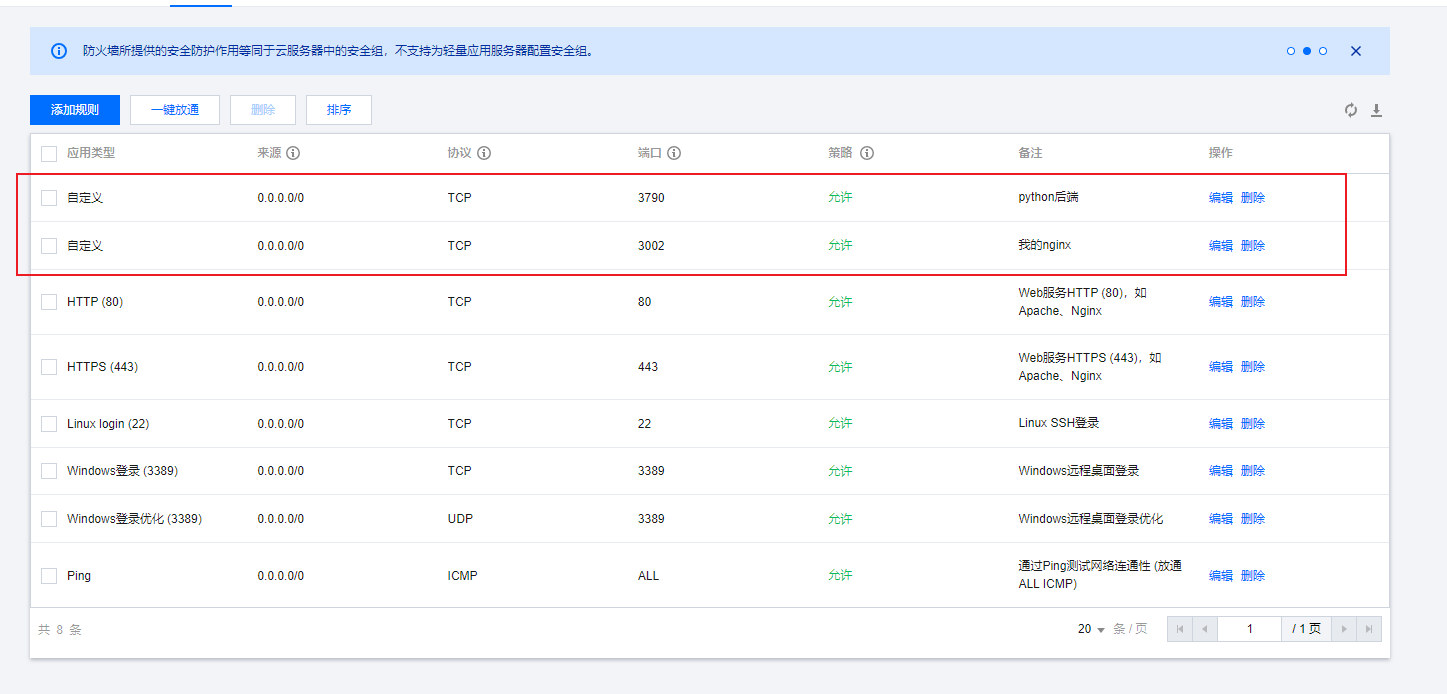 防火墙所提供的安全防护作用等同于云服务器中的安全组，不支持为轻量应用服务器配置安全组。
添加规则 一键放通 删除 排序
应用类型 来源 协议 端口 策略 备注 操作
自定义 0.0.0.0/0 TCP 3790 允许 python后端 编辑 删除
自定义 0.0.0.0/0 TCP 3002 允许 我的nginx 编辑 删除
HTTP (80) 0.0.0.0/0 TCP 80 允许 Web服务HTTP (80)，如
Apache、Nginx 编辑 删除
HTTPS (443) 0.0.0.0/0 TCP 443 允许 Web服务HTTPS (443)，如
Apache、Nginx 编辑 删除
Linux login (22) 0.0.0.0/0 TCP 22 允许 Linux SSH登录 编辑 删除
Windows登录 (3389) 0.0.0.0/0 TCP 3389 允许 Windows远程桌面登录 编辑 删除
Windows登录优化 (3389) 0.0.0.0/0 UDP 3389 允许 Windows远程桌面登录优化 编辑 删除
Ping 0.0.0.0/0 ICMP ALL 允许 通过Ping测试网络连通性 (放通
ALL ICMP) 编辑 删除
共 8 条 20 条 / 页 1 / 1 页